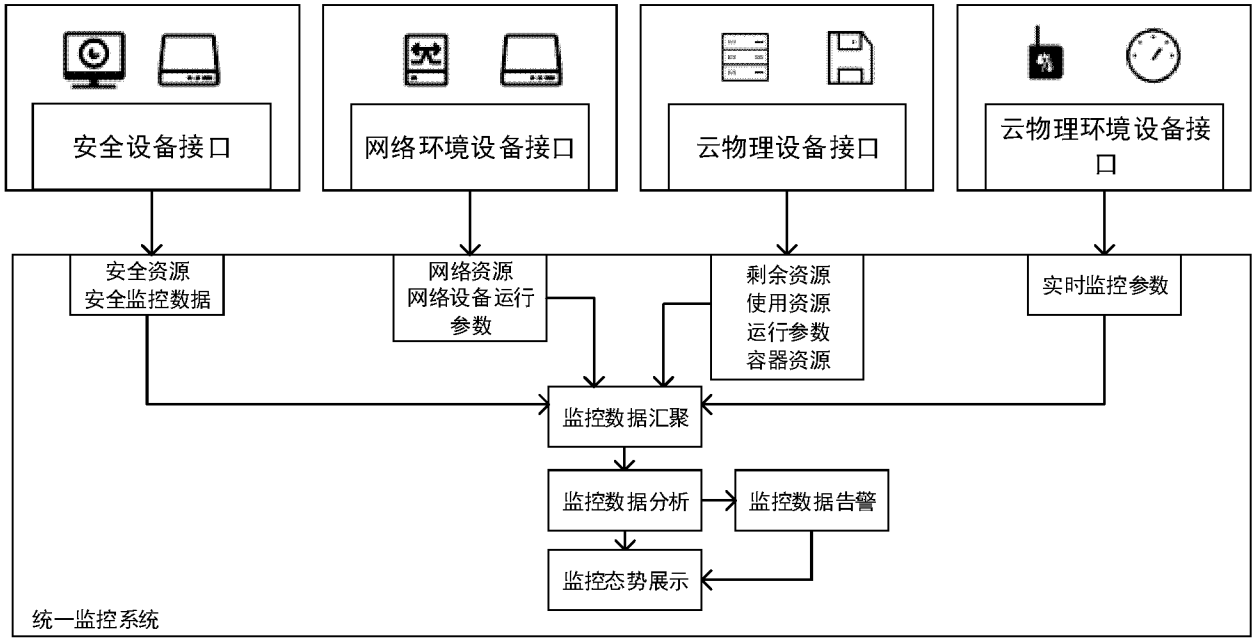 安全设备接口
网络环境设备接口
云物理设备接口
云物理环境设备接
口
安全资源
安全监控数据
网络资源
网络设备运行
参数
剩余资源
使用资源
运行参数
容器资源
实时监控参数
监控数据汇聚
监控数据分析
监控数据告警
监控态势展示
统一监控系统